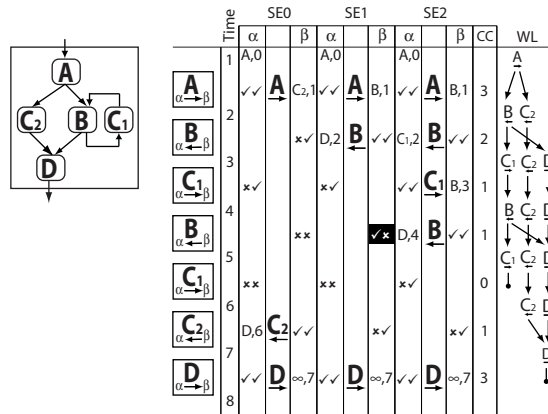 SE0 SE1 SE2
Time α β α β α β CC WL
1 A,0 A,0 A,0
A
C2 B C1
D
A α β ✓✓ A C2,1 ✓✓ A B,1 ✓✓ A B,1 3 A
2
B α β ×✓ D,2 B ✓✓ C1,2 B ✓✓ 2 B C2
3
C1 α β ×✓ ×✓ ✓✓ C1 B,3 1 C1 C2 D
4
B α β ×× ✓× D,4 B ✓✓ 1 B C2 D
5
C1 α β ×× ×× ×✓ 0 C1 C2 D
6
C2 α β D,6 C2 ✓✓ ×✓ ×✓ 1 C2 D
7
D α β ✓✓ D ∞,7 ✓✓ D ∞,7 ✓✓ D ∞,7 3 D
8